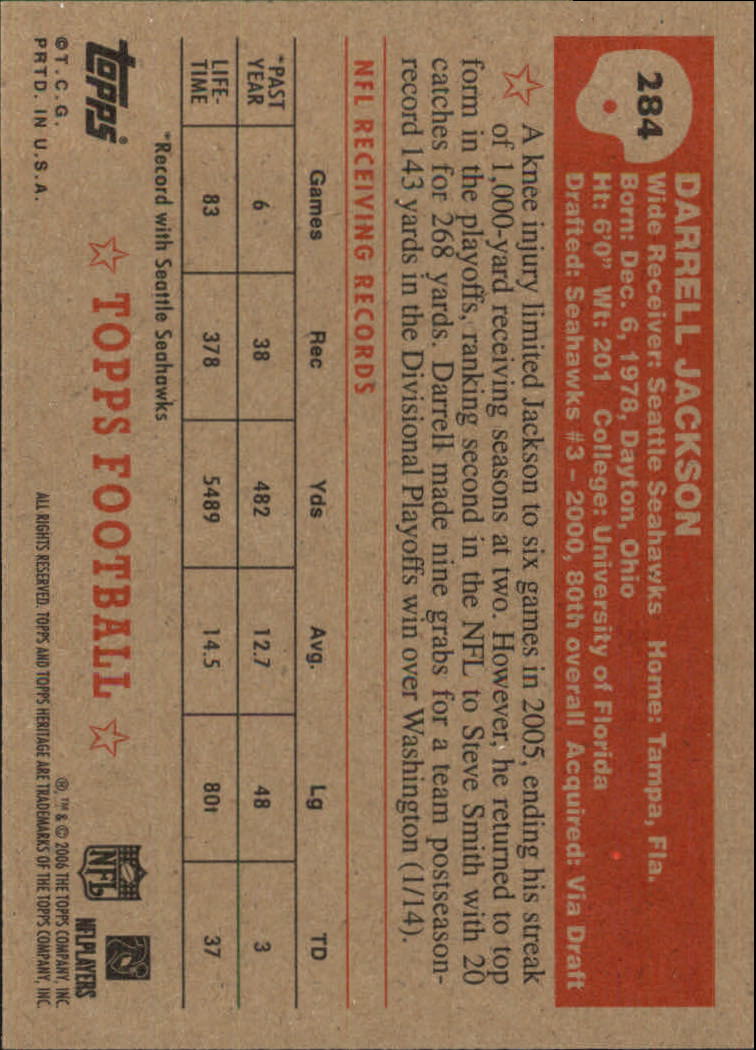 284
DARRELL JACKSON
Wide Receiver: Seattle Seahawks Home: Tampa, Fla.
Born: Dec. 6, 1978, Dayton, Ohio
Ht: 6'0" Wt: 201 College: University of Florida
Drafted: Seahawks #3 – 2000, 80th overall Acquired: Via Draft
A knee injury limited Jackson to six games in 2005, ending his streak
of 1,000-yard receiving seasons at two. However, he returned to top
form in the playoffs, ranking second in the NFL to Steve Smith with 20
catches for 268 yards. Darrell made nine grabs for a team postseason-
record 143 yards in the Divisional Playoffs win over Washington (1/14).
NFL RECEIVING RECORDS
Games Rec Yds Avg. Lg TD
*PAST
YEAR 6 38 482 12.7 48 3
LIFE-
TIME 83 378 5489 14.5 80t 37
*Record with Seattle Seahawks
topps®
© T.C.G.
PRTD. IN U.S.A.
TOPPS FOOTBALL
NFL
NFLPLAYERS
®, ™ & © 2006 THE TOPPS COMPANY, INC.
ALL RIGHTS RESERVED. TOPPS AND TOPPS HERITAGE ARE TRADEMARKS OF THE TOPPS COMPANY, INC.